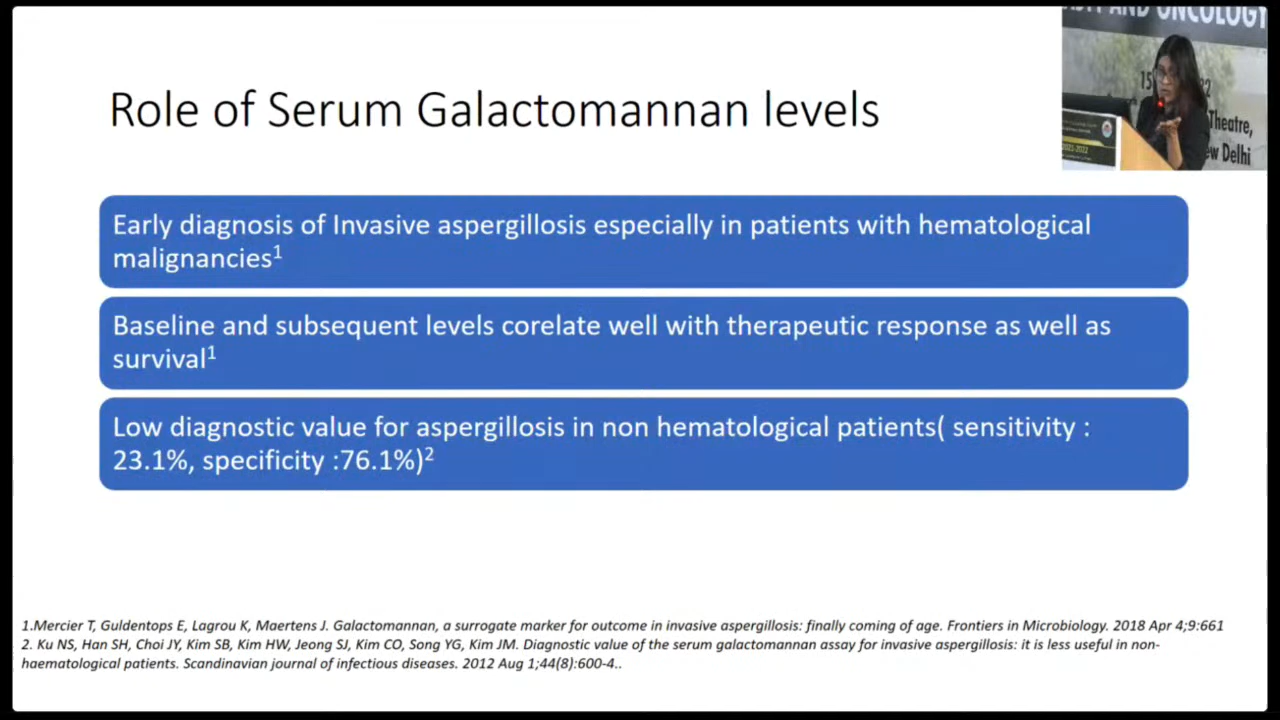 AND ONCOLOGY
Role of Serum Galactomannan levels
15
2
Theatre,
2021-2022
ew Delhi
Early diagnosis of Invasive aspergillosis especially in patients with hematological
malignancies1
Baseline and subsequent levels corelate well with therapeutic response as well as
survival1
Low diagnostic value for aspergillosis in non hematological patients( sensitivity :
23.1%, specificity :76.1%)2
1.Mercier T, Guldentops E, Lagrou K, Maertens J. Galactomannan, a surrogate marker for outcome in invasive aspergillosis: finally coming of age. Frontiers in Microbiology. 2018 Apr 4;9:661
2. Ku NS, Han SH, Choi JY, Kim SB, Kim HW, Jeong SJ, Kim CO, Song YG, Kim JM. Diagnostic value of the serum galactomannan assay for invasive aspergillosis: it is less useful in non-
haematological patients. Scandinavian journal of infectious diseases. 2012 Aug 1;44(8):600-4..